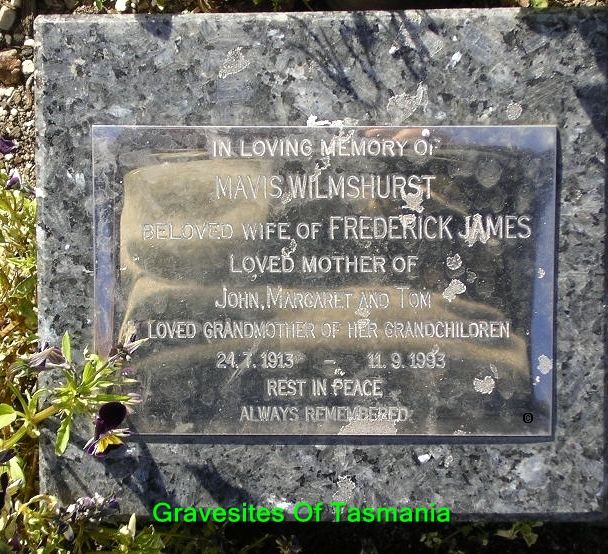 IN LOVING MEMORY OF
MAVIS WILMSHURST
BELOVED WIFE OF FREDERICK JAMES
LOVED MOTHER OF
JOHN, MARGARET AND TOM
LOVED GRANDMOTHER OF HER GRANDCHILDREN
24.7.1913 – 11.9.1993
REST IN PEACE
ALWAYS REMEMBERED
©
Gravesites Of Tasmania